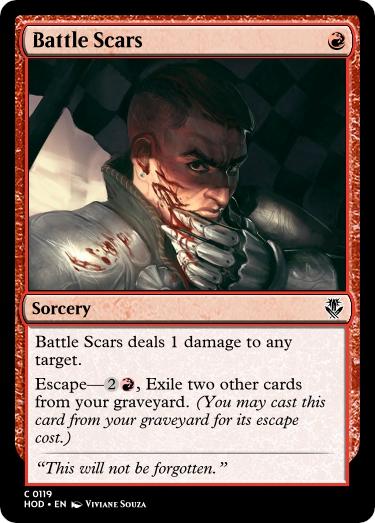 Battle Scars
Sorcery
Battle Scars deals 1 damage to any
target.
Escape—2, Exile two other cards
from your graveyard. (You may cast this
card from your graveyard for its escape
cost.)
"This will not be forgotten."
C 0119
HOD • EN Viviane Souza